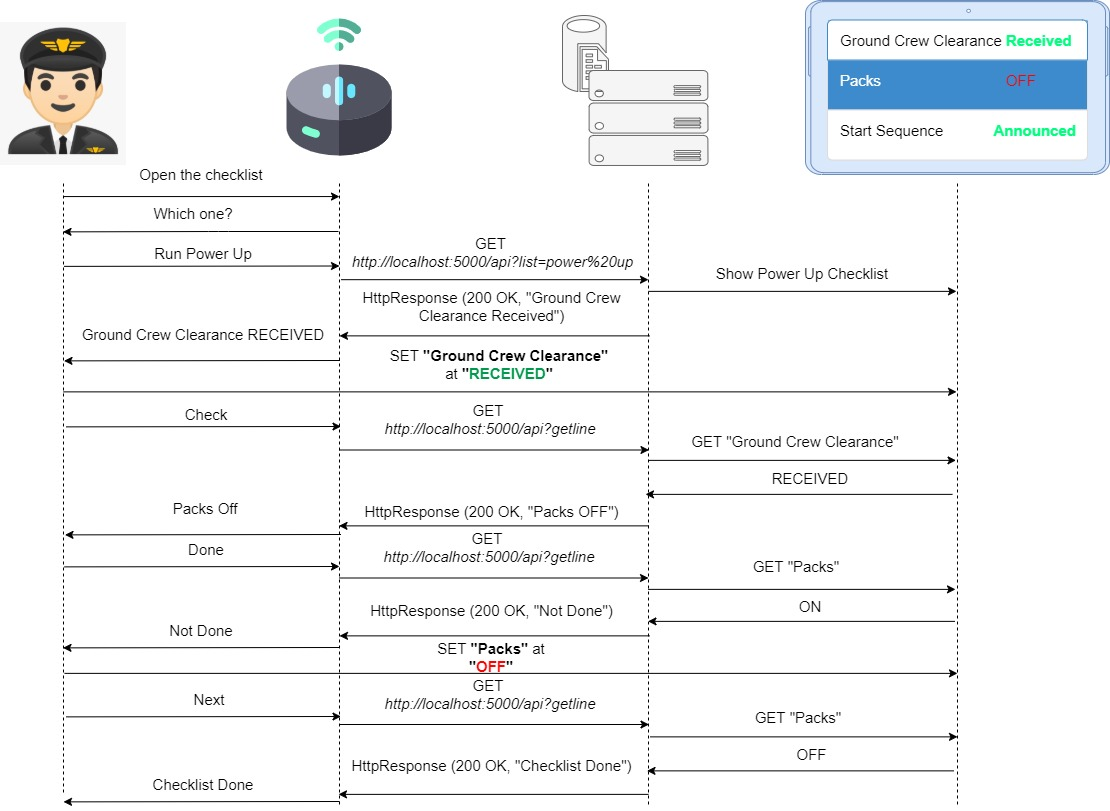 Ground Crew Clearance Received
Packs OFF
Start Sequence Announced
Open the checklist
Which one?
Run Power Up
GET
http://localhost:5000/api?list=power%20up
Show Power Up Checklist
HttpResponse (200 OK, "Ground Crew
Clearance Received")
Ground Crew Clearance RECEIVED
SET "Ground Crew Clearance"
at "RECEIVED"
Check
GET
http://localhost:5000/api?getline
GET "Ground Crew Clearance"
RECEIVED
Packs Off
HttpResponse (200 OK, "Packs OFF")
Done
GET
http://localhost:5000/api?getline
GET "Packs"
ON
HttpResponse (200 OK, "Not Done")
Not Done
SET "Packs" at
"OFF"
Next
GET
http://localhost:5000/api?getline
GET "Packs"
OFF
HttpResponse (200 OK, "Checklist Done")
Checklist Done